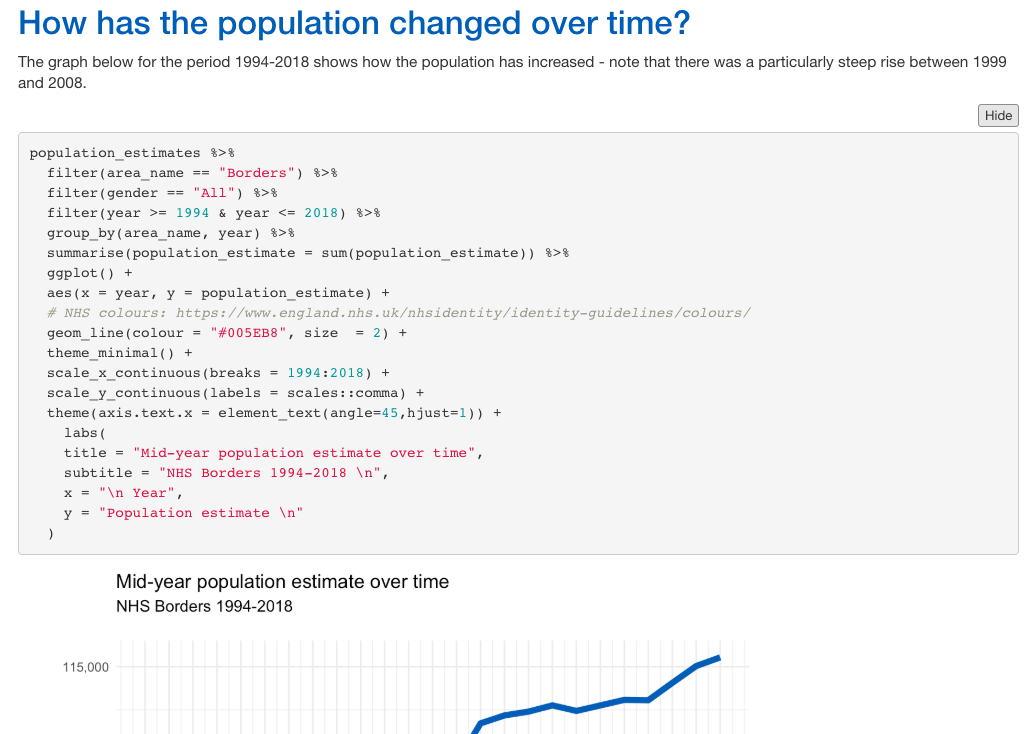 How has the population changed over time?
The graph below for the period 1994-2018 shows how the population has increased - note that there was a particularly steep rise between 1999
and 2008.
Hide
population_estimates %>%
  filter(area_name == "Borders") %>%
  filter(gender == "All") %>%
  filter(year >= 1994 & year <= 2018) %>%
  group_by(area_name, year) %>%
  summarise(population_estimate = sum(population_estimate)) %>%
  ggplot() +
  aes(x = year, y = population_estimate) +
  # NHS colours: https://www.england.nhs.uk/nhsidentity/identity-guidelines/colours/
  geom_line(colour = "#005EB8", size  = 2) +
  theme_minimal() +
  scale_x_continuous(breaks = 1994:2018) +
  scale_y_continuous(labels = scales::comma) +
  theme(axis.text.x = element_text(angle=45,hjust=1)) +
    labs(
    title = "Mid-year population estimate over time",
    subtitle = "NHS Borders 1994-2018 \n",
    x = "\n Year",
    y = "Population estimate \n"
  )
Mid-year population estimate over time
NHS Borders 1994-2018
115,000